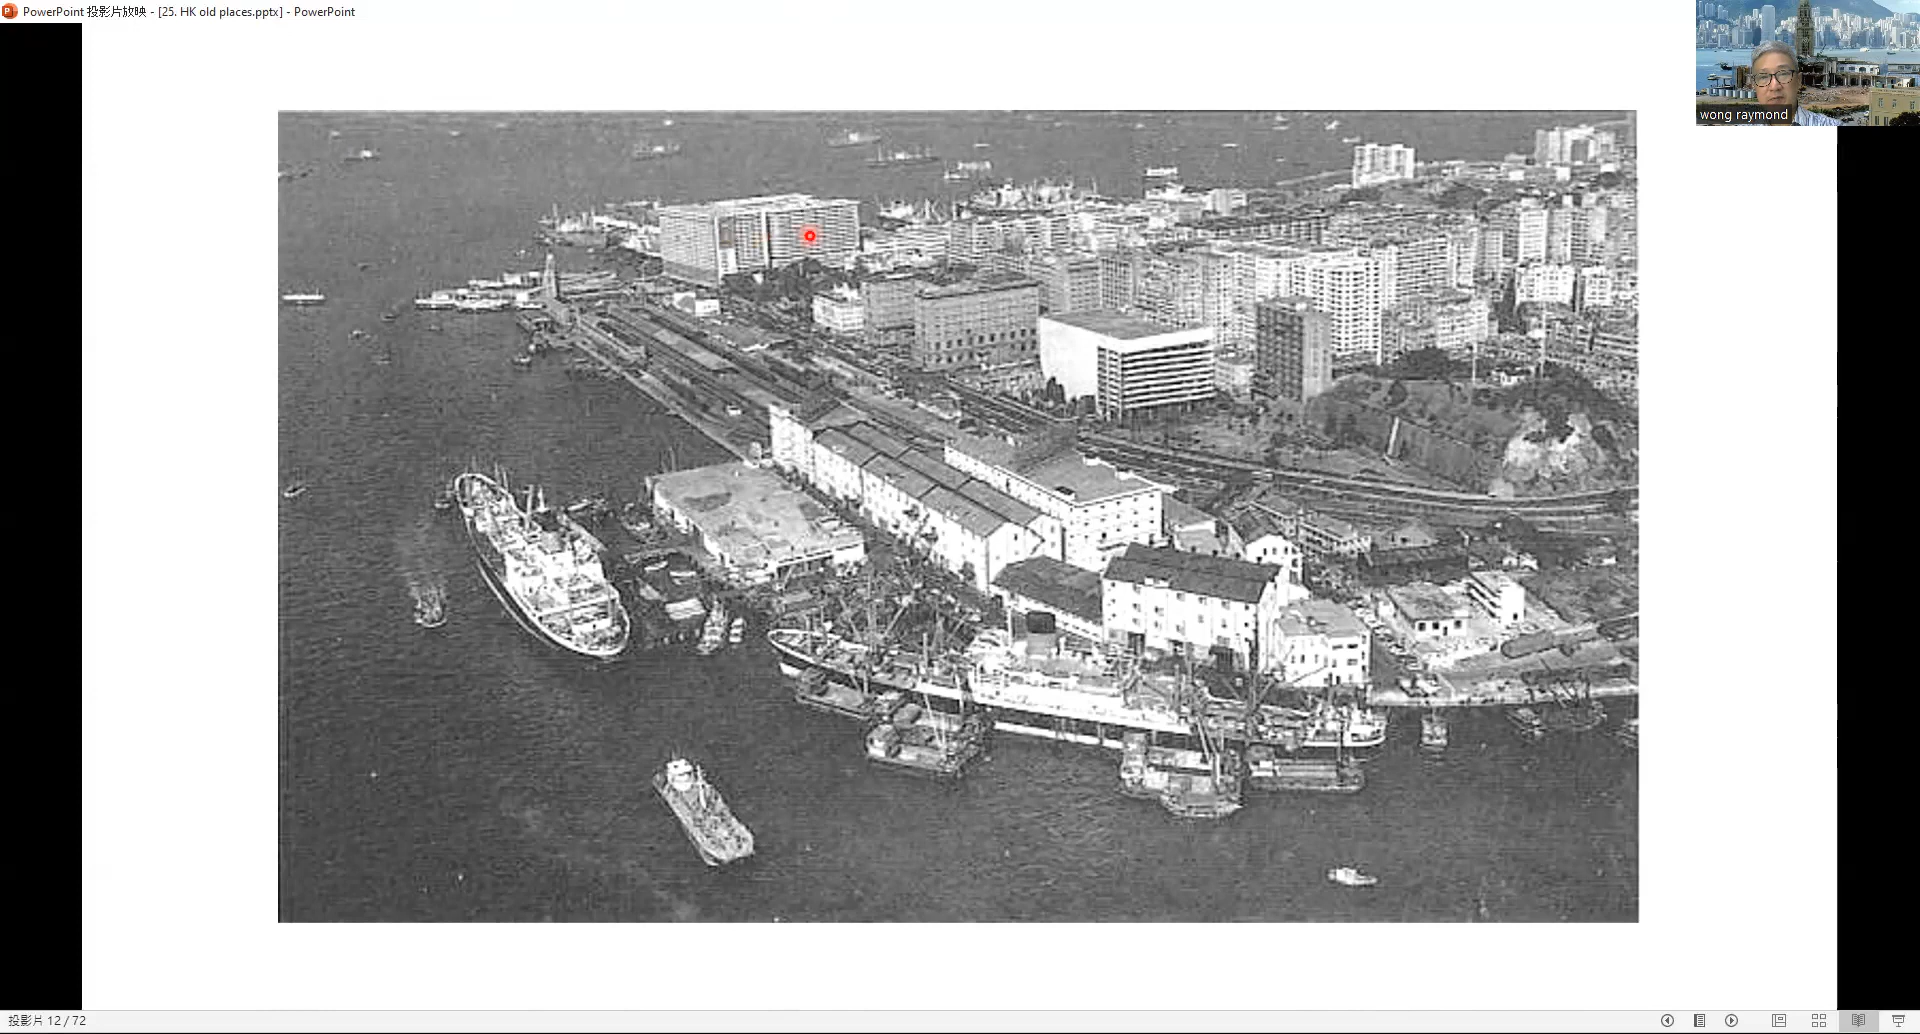 PowerPoint 投影片放映 - [25. HK old places.pptx] - PowerPoint
wong raymond
投影片 12 / 72